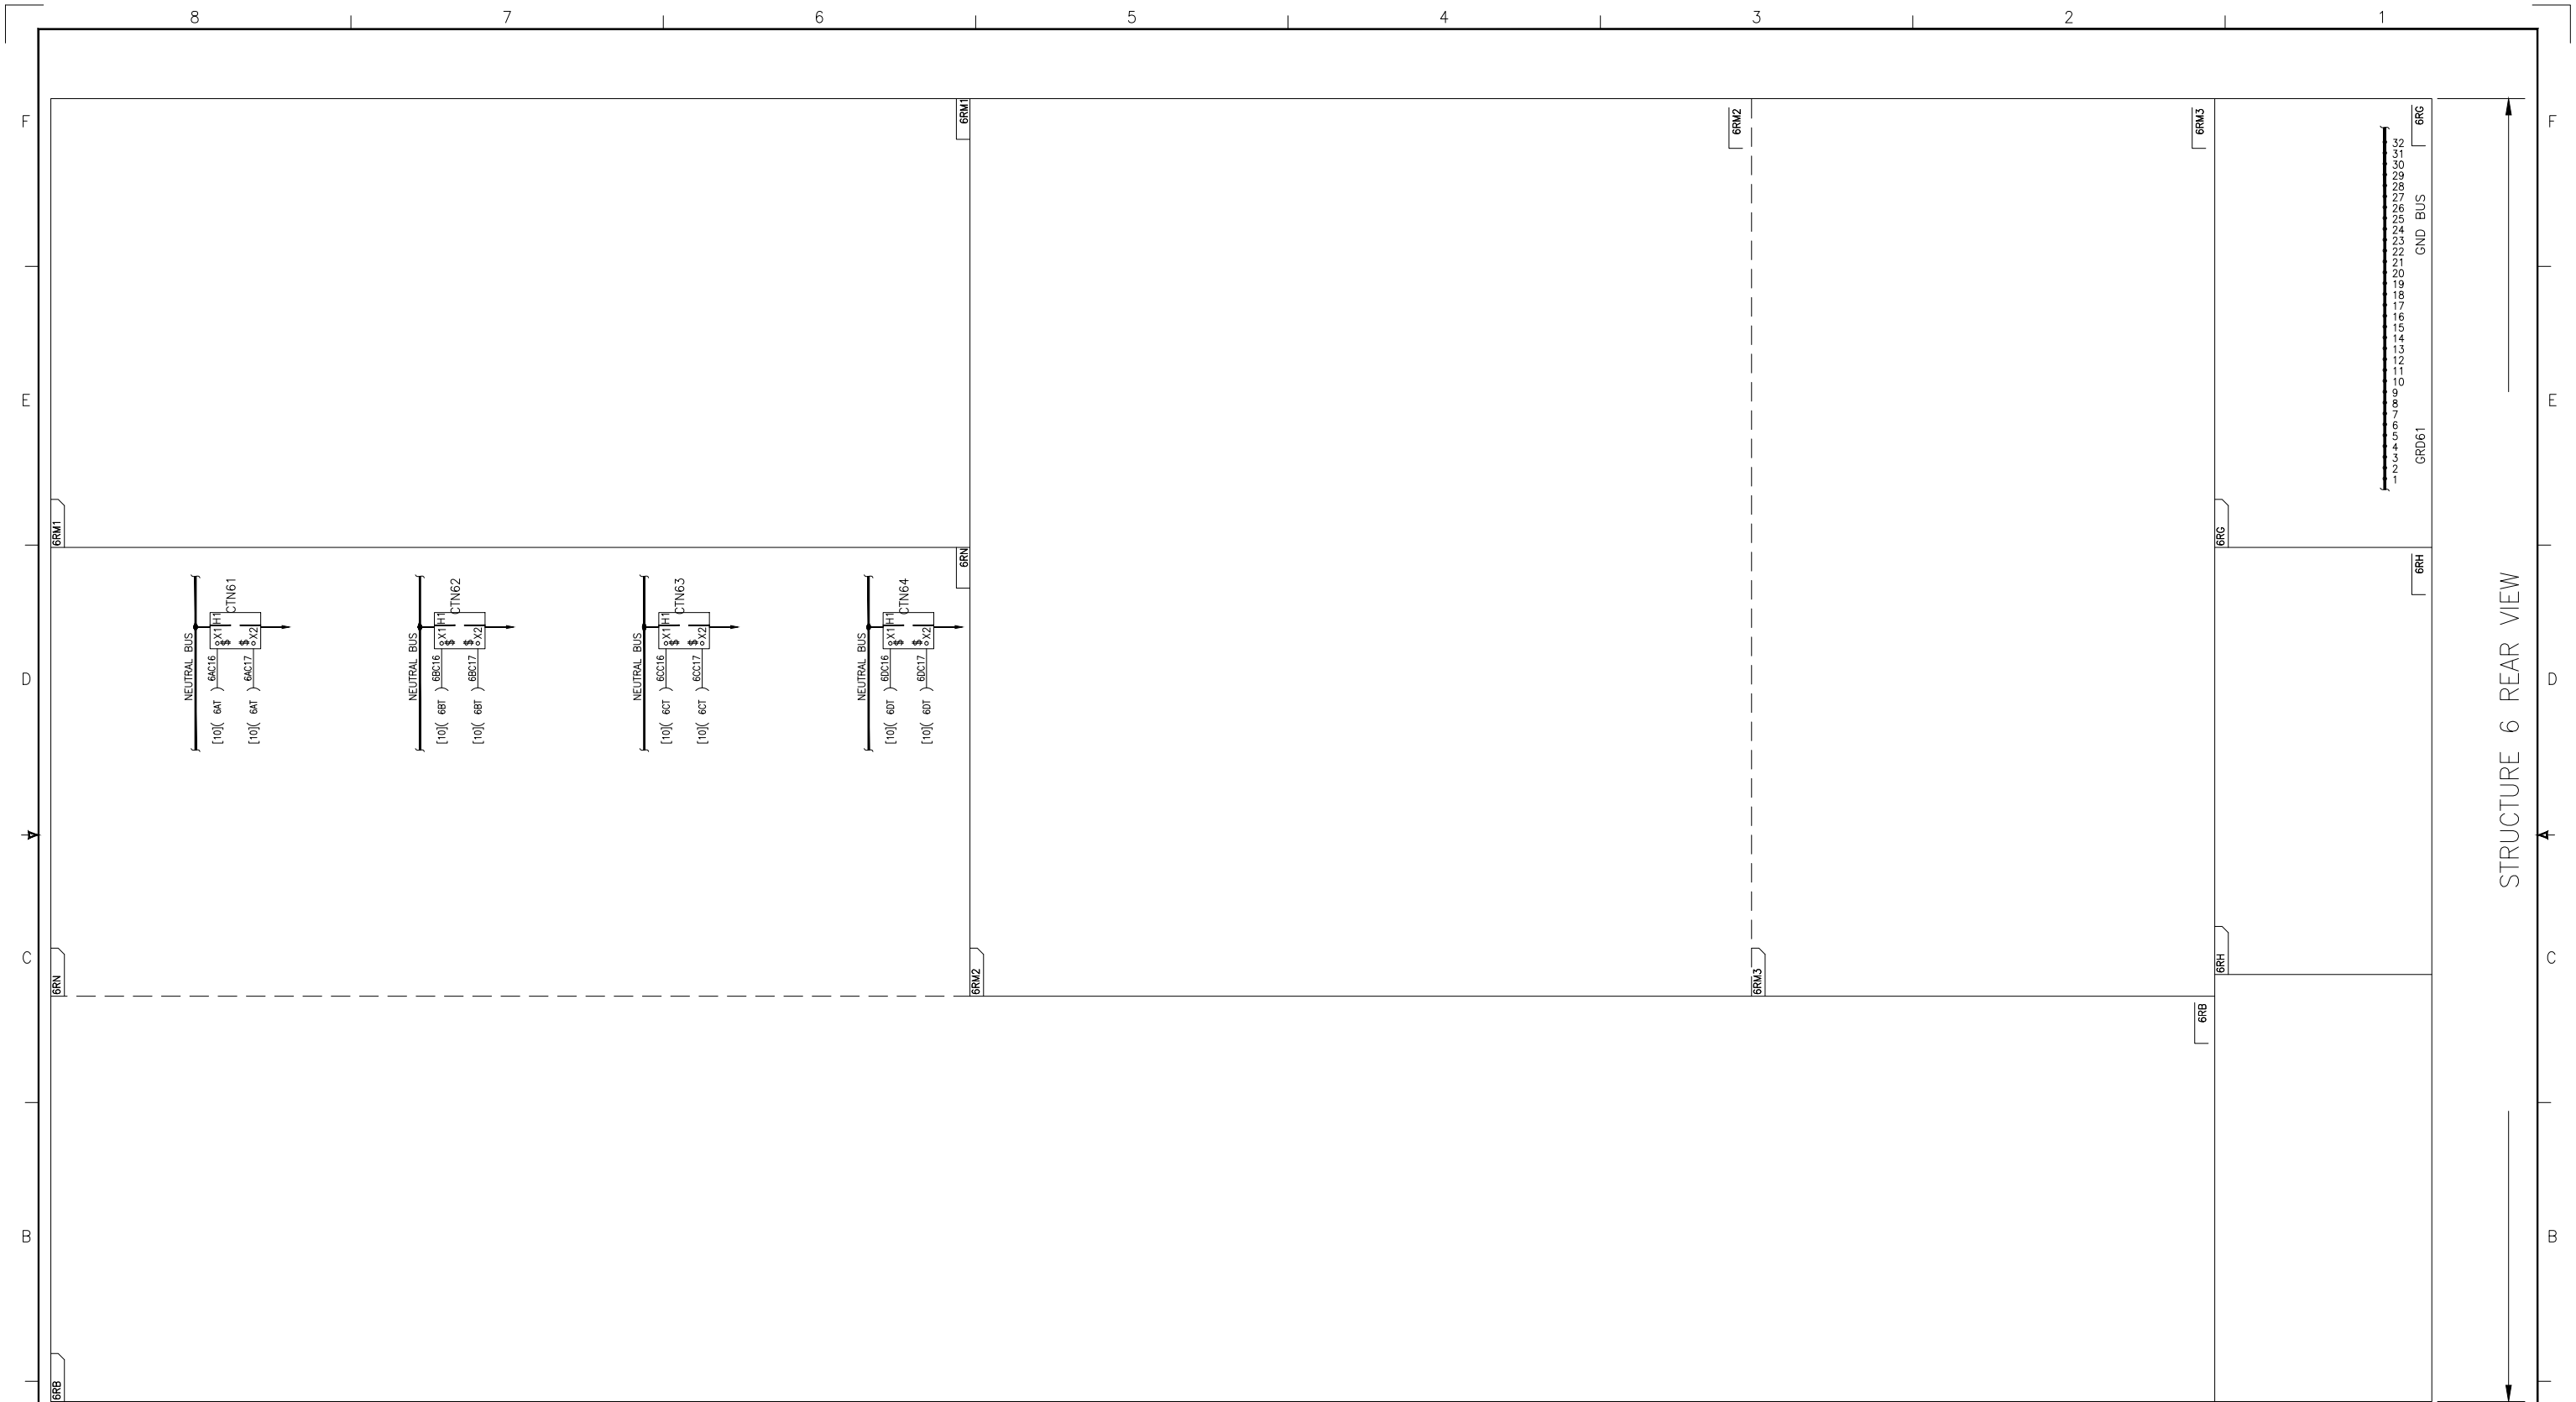 8 7 6 5 4 3 2 1
F
E
D
C
B
F
E
D
C
B
6RM1
6RM1
6RN
6RN
6RM2
6RM2
6RM3
6RM3
6RB
6RB
6RG
6RG
6RH
6RH
NEUTRAL BUS
CTN61
H1
X1
X2
$ $
6AC16
6AC17
[10]( 6AT
[10]( 6AT
NEUTRAL BUS
CTN62
H1
X1
X2
$ $
6BC16
6BC17
[10]( 6BT
[10]( 6BT
NEUTRAL BUS
CTN63
H1
X1
X2
$ $
6CC16
6CC17
[10]( 6CT
[10]( 6CT
NEUTRAL BUS
CTN64
H1
X1
X2
$ $
6DC16
6DC17
[10]( 6DT
[10]( 6DT
32
31
30
29
28
27
26
25
24
23
22
21
20
19
18
17
16
15
14
13
12
11
10
9
8
7
6
5
4
3
2
1
GRD61 GND BUS
STRUCTURE 6 REAR VIEW